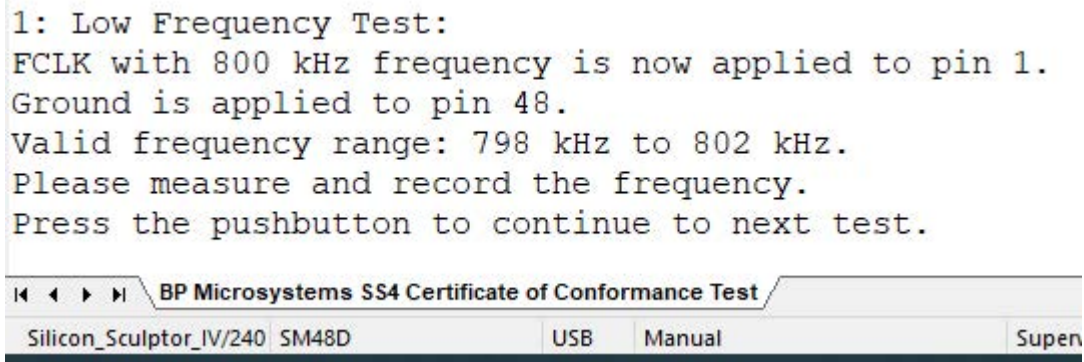 1: Low Frequency Test:
FCLK with 800 kHz frequency is now applied to pin 1.
Ground is applied to pin 48.
Valid frequency range: 798 kHz to 802 kHz.
Please measure and record the frequency.
Press the pushbutton to continue to next test.
BP Microsystems SS4 Certificate of Conformance Test
Silicon_Sculptor_IV/240 SM48D USB Manual